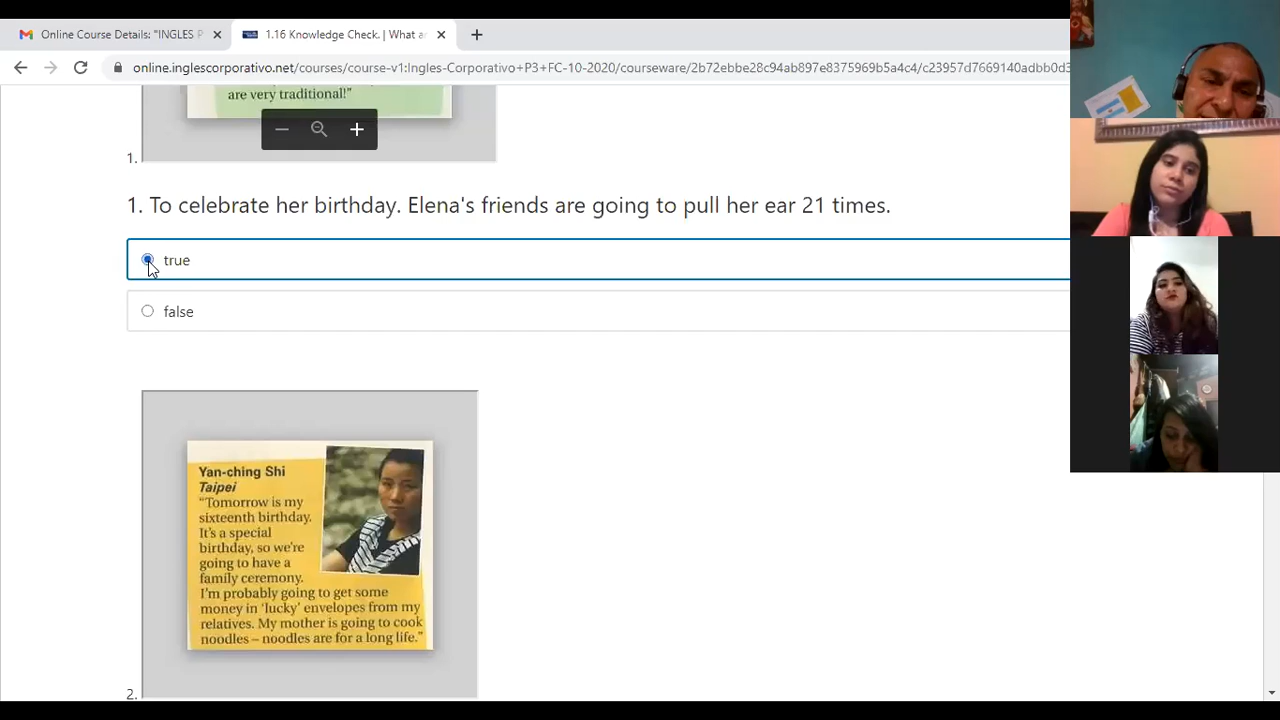 Online Course Details: "INGLES P
1.16 Knowledge Check. | What ar
online.inglescorporativo.net/courses/course-v1:Ingles-Corporativo+P3+FC-10-2020/courseware/2b72ebbe28c94ab897e8375969b5a4c4/c23957d7669140adbb0d3
are very traditional!”
1.
1. To celebrate her birthday. Elena's friends are going to pull her ear 21 times.
true
false
Yan-ching Shi
Taipei
“Tomorrow is my
sixteenth birthday.
It's a special
birthday, so we're
going to have a
family ceremony.
I'm probably going to get some
money in ‘lucky’ envelopes from my
relatives. My mother is going to cook
noodles – noodles are for a long life.”
2.